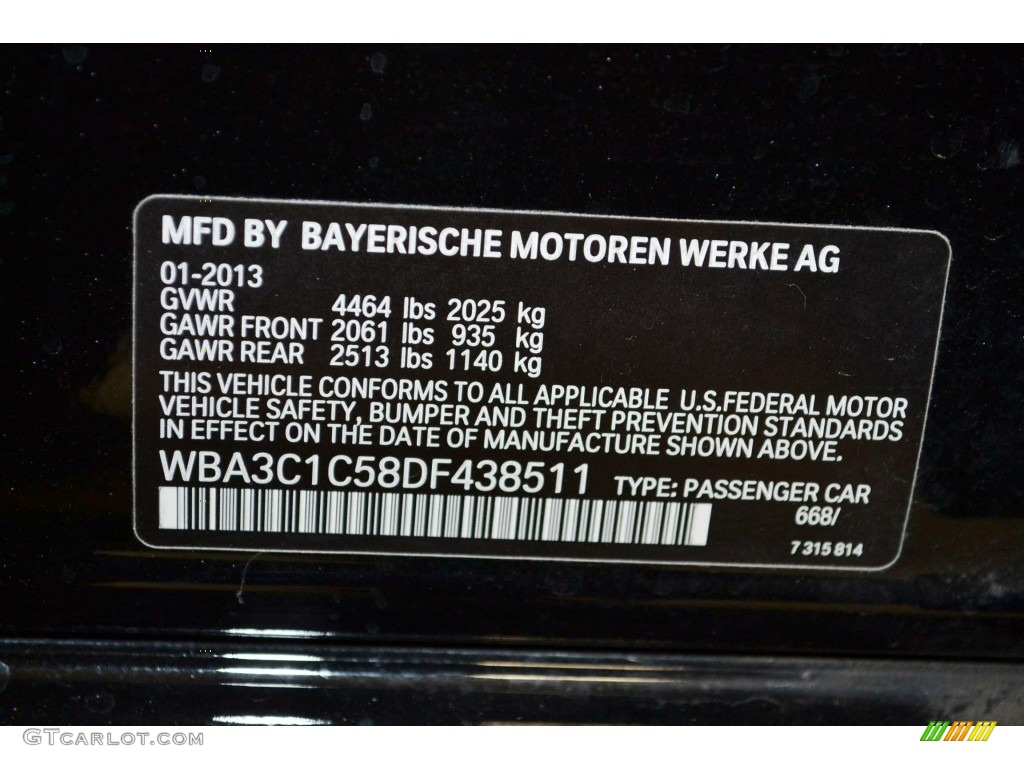 MFD BY BAYERISCHE MOTOREN WERKE AG
01-2013
GVWR 4464 lbs 2025 kg
GAWR FRONT 2061 lbs 935 kg
GAWR REAR 2513 lbs 1140 kg
THIS VEHICLE CONFORMS TO ALL APPLICABLE U.S.FEDERAL MOTOR
VEHICLE SAFETY, BUMPER AND THEFT PREVENTION STANDARDS
IN EFFECT ON THE DATE OF MANUFACTURE SHOWN ABOVE.
WBA3C1C58DF438511 TYPE: PASSENGER CAR
668/
7 315 814
GTCARLOT.COM